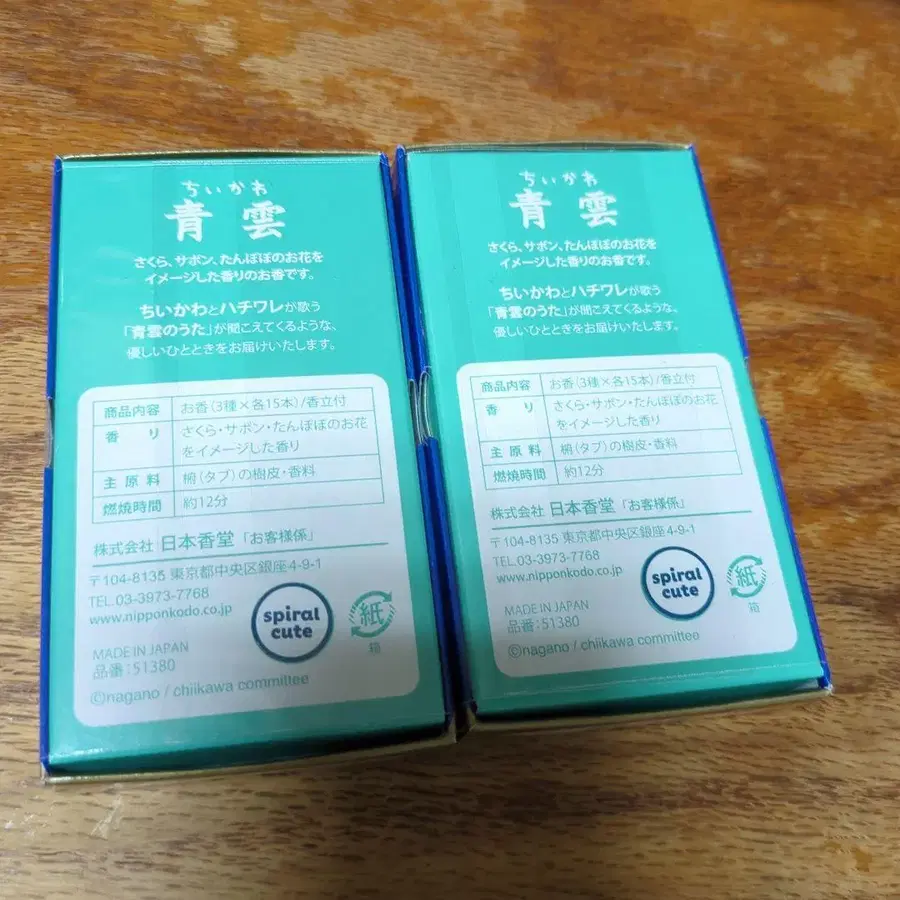 ちいかわ
青雲
さくら、サボン、たんぽぽのお花を
イメージした香りのお香です。
ちいかわとハチワレが歌う
「青雲のうた」が聞こえてくるような、
優しいひとときをお届けいたします。
商品内容 お香(3種×各15本)/香立付
香り さくら・サボン・たんぽぽのお花
をイメージした香り
主原料 椨(タブ)の樹皮・香料
燃焼時間 約12分
株式会社 日本香堂「お客様係」
〒104-8135 東京都中央区銀座4-9-1
TEL.03-3973-7768
www.nipponkodo.co.jp
spiral
cute
紙
箱
MADE IN JAPAN
品番:51380
©nagano / chiikawa committee
ちいかわ
青雲
さくら、サボン、たんぽぽのお花を
イメージした香りのお香です。
ちいかわとハチワレが歌う
「青雲のうた」が聞こえてくるような、
優しいひとときをお届けいたします。
商品内容 お香(3種×各15本)/香立付
香り さくら・サボン・たんぽぽのお花
をイメージした香り
主原料 椨(タブ)の樹皮・香料
燃焼時間 約12分
株式会社 日本香堂「お客様係」
〒104-8135 東京都中央区銀座4-9-1
TEL.03-3973-7768
www.nipponkodo.co.jp
spiral
cute
紙
箱
MADE IN JAPAN
品番:51380
©nagano / chiikawa committee